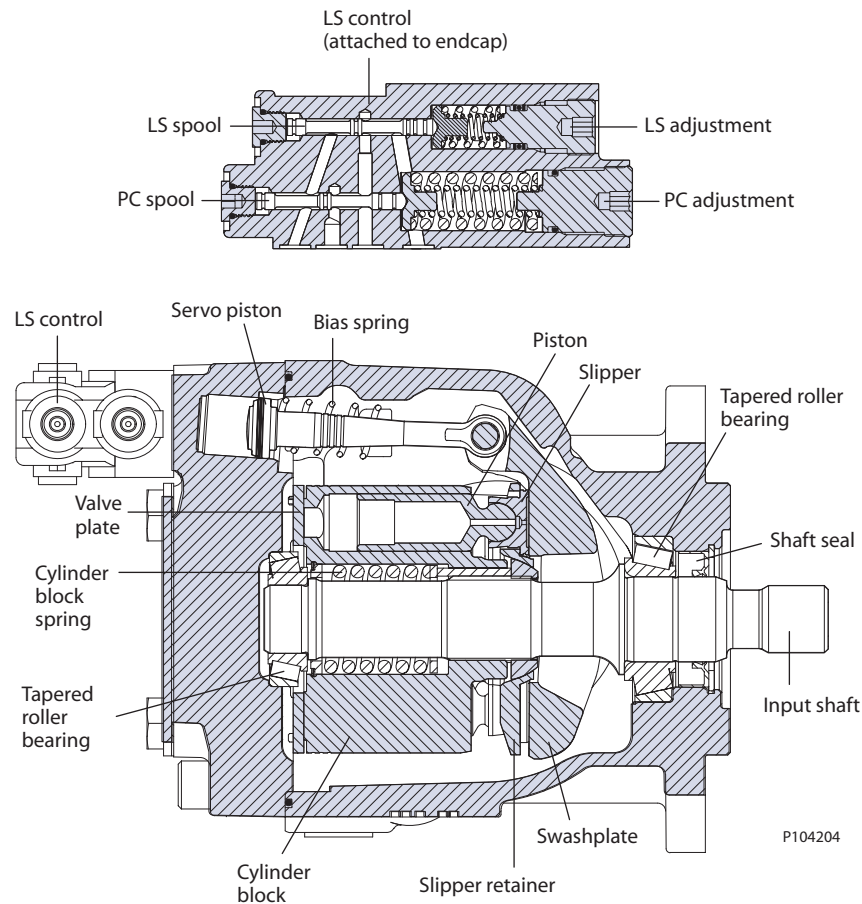 LS control
(attached to endcap)
LS spool
LS adjustment
PC spool
PC adjustment
LS control
Servo piston
Bias spring
Piston
Slipper
Tapered roller
bearing
Valve
plate
Shaft seal
Cylinder
block
spring
Tapered
roller
bearing
Input shaft
Swashplate
P104204
Cylinder
block
Slipper retainer